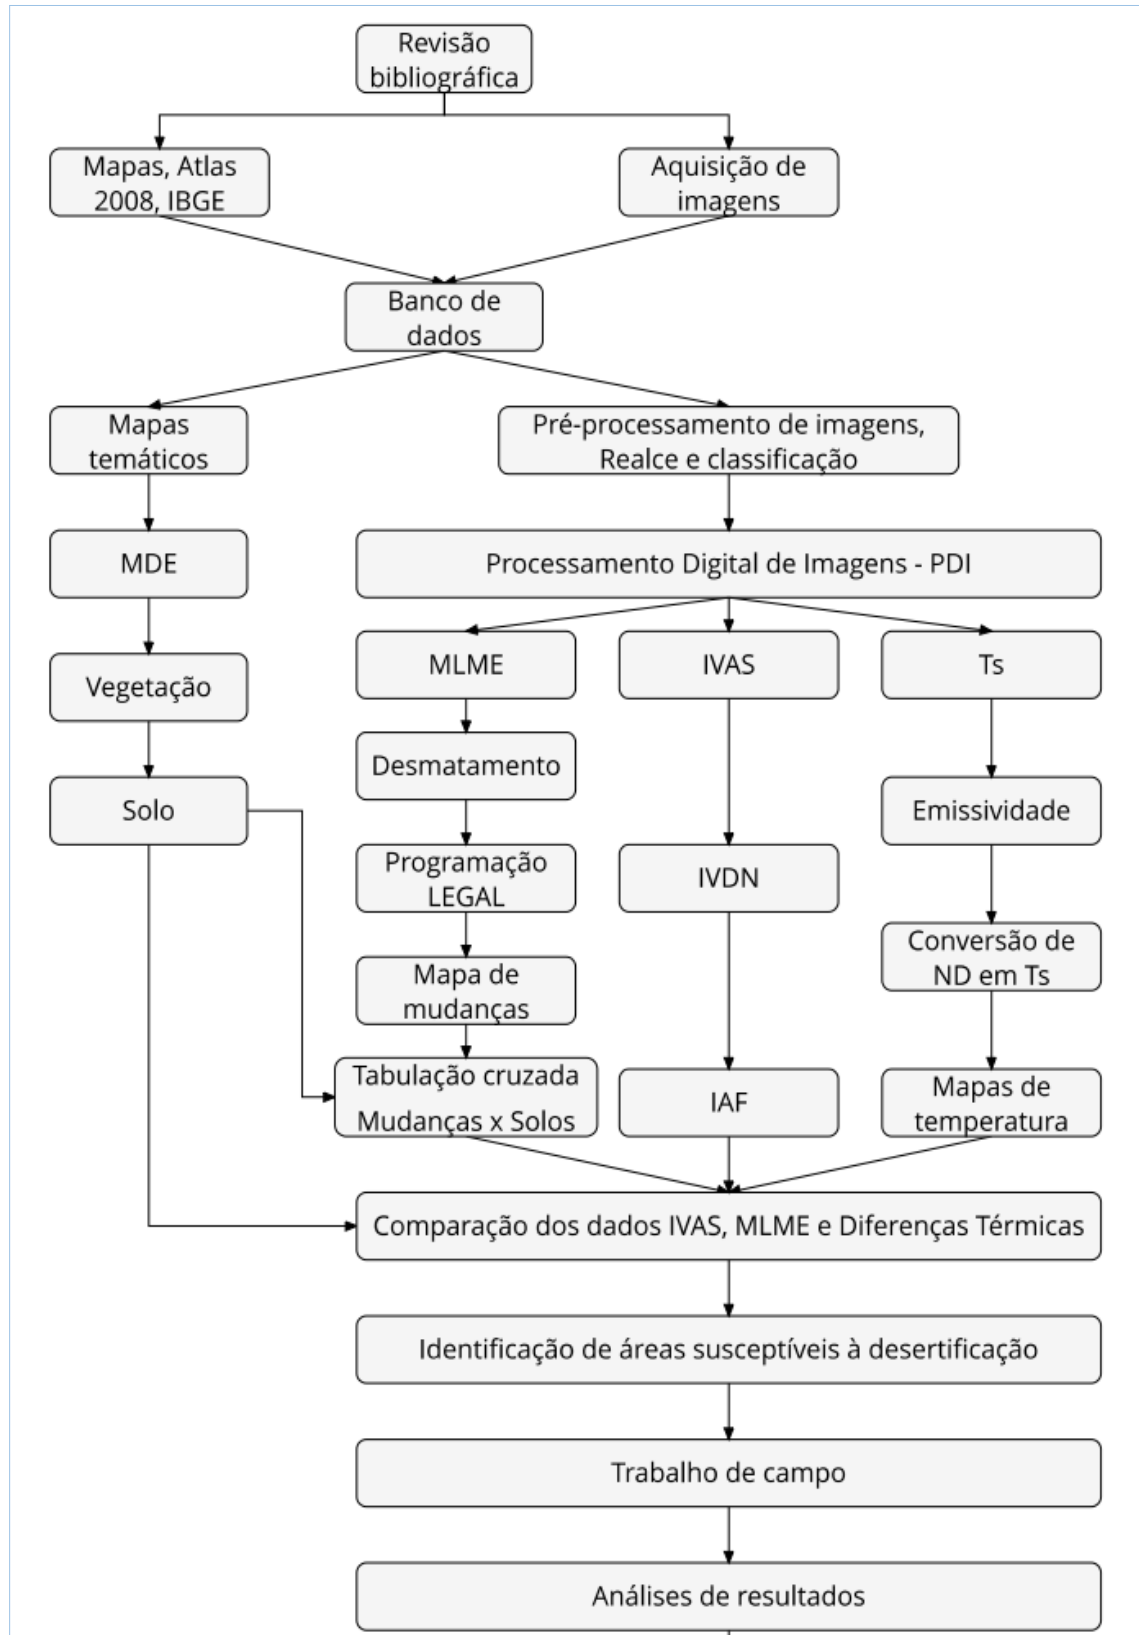 Revisão
bibliográfica
Mapas, Atlas
2008, IBGE
Aquisição de
imagens
Banco de
dados
Mapas
temáticos
Pré-processamento de imagens,
Realce e classificação
MDE
Processamento Digital de Imagens - PDI
Vegetação
MLME
IVAS
Ts
Desmatamento
Solo
Emissividade
Programação
LEGAL
IVDN
Conversão de
ND em Ts
Mapa de
mudanças
Tabulação cruzada
Mudanças x Solos
IAF
Mapas de
temperatura
Comparação dos dados IVAS, MLME e Diferenças Térmicas
Identificação de áreas susceptíveis à desertificação
Trabalho de campo
Análises de resultados